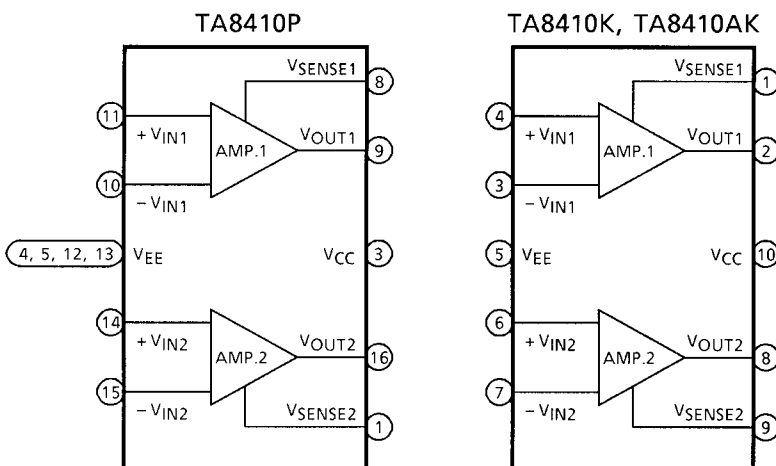 TA8410P
VSENSE1
8
11
+ VIN1
AMP.1
VOUT1
9
10
− VIN1
4, 5, 12, 13
VEE
VCC
3
14
+ VIN2
AMP.2
VOUT2
16
15
− VIN2
VSENSE2
1
TA8410K, TA8410AK
VSENSE1
1
4
+ VIN1
AMP.1
VOUT1
2
3
− VIN1
5
VEE
VCC
10
6
+ VIN2
AMP.2
VOUT2
8
7
− VIN2
VSENSE2
9